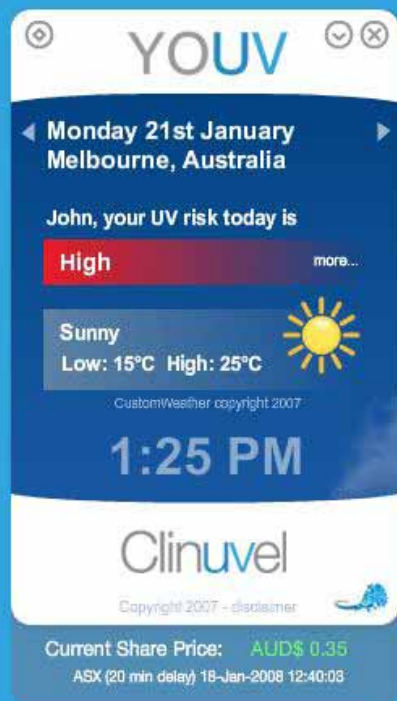 YOUV
Monday 21st January
Melbourne, Australia
John, your UV risk today is
High more...
Sunny
Low: 15°C High: 25°C
CustomWeather copyright 2007
1:25 PM
Clinuvel
Copyright 2007 - disclaimer
Current Share Price: AUD$ 0.35
ASX (20 min delay) 18-Jan-2008 12:40:03